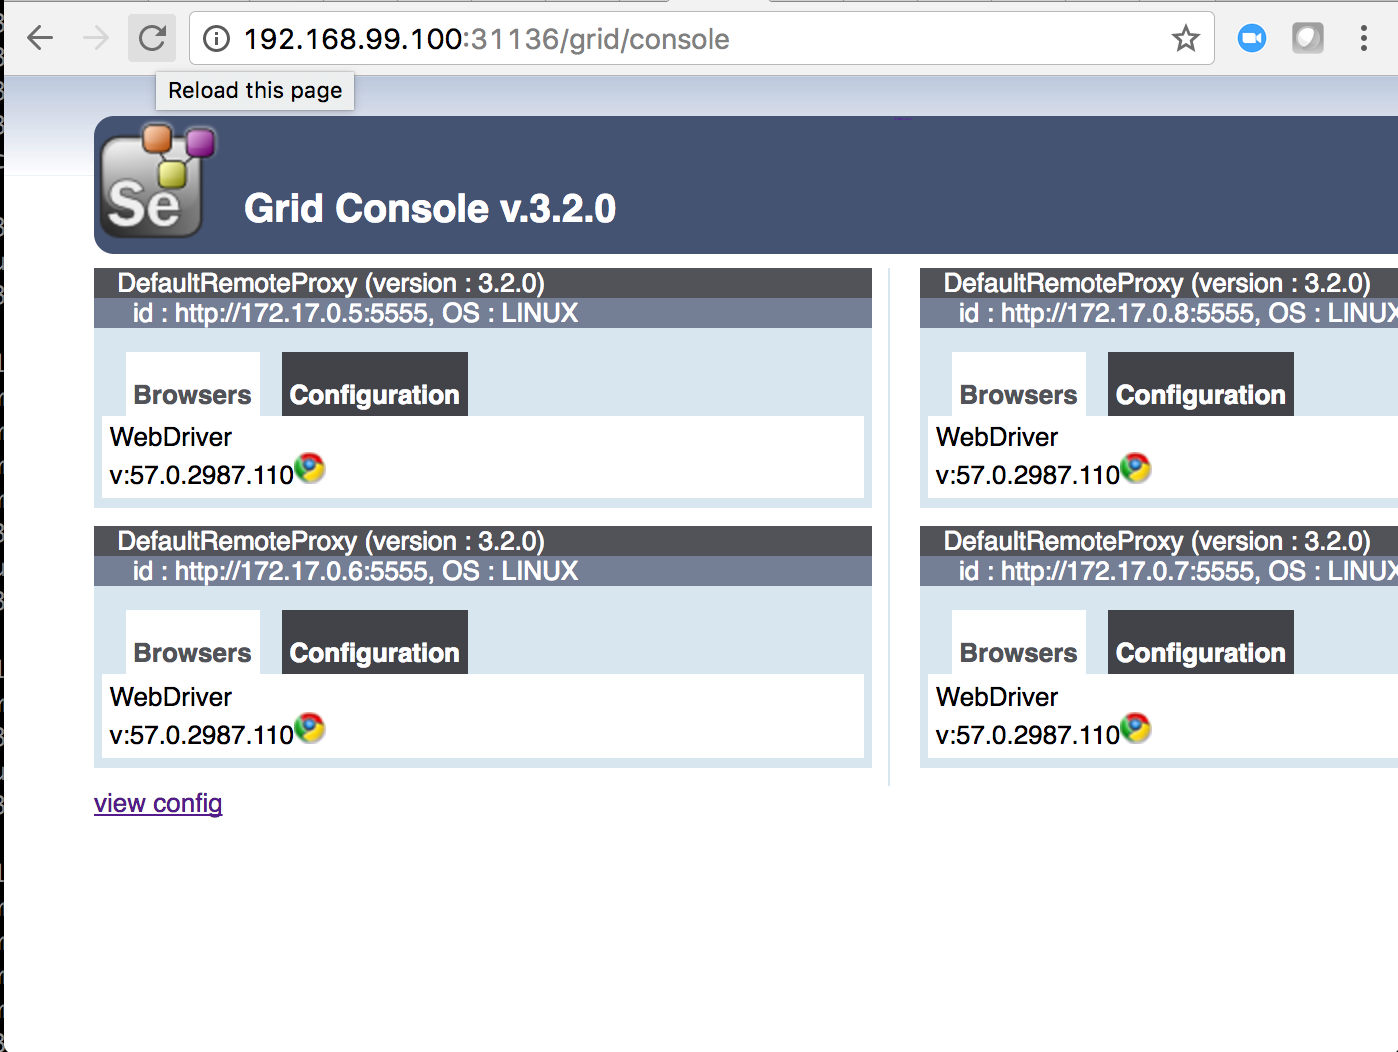 192.168.99.100:31136/grid/console
Reload this page
Se
Grid Console v.3.2.0
DefaultRemoteProxy (version : 3.2.0)
id : http://172.17.0.5:5555, OS : LINUX
Browsers
Configuration
WebDriver
v:57.0.2987.110
DefaultRemoteProxy (version : 3.2.0)
id : http://172.17.0.8:5555, OS : LINUX
Browsers
Configuration
WebDriver
v:57.0.2987.110
DefaultRemoteProxy (version : 3.2.0)
id : http://172.17.0.6:5555, OS : LINUX
Browsers
Configuration
WebDriver
v:57.0.2987.110
DefaultRemoteProxy (version : 3.2.0)
id : http://172.17.0.7:5555, OS : LINUX
Browsers
Configuration
WebDriver
v:57.0.2987.110
view config